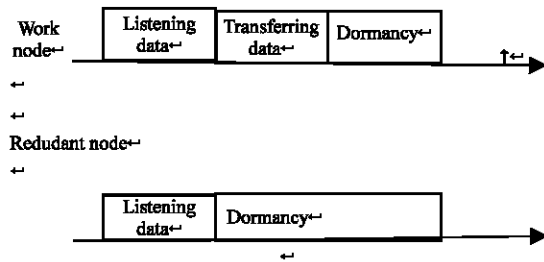 Work
node↵
Listening
data↵
Transferring
data↵
Dormancy↵
↑↵
↵
↵
Redudant node↵
↵
Listening
data↵
Dormancy↵
↵